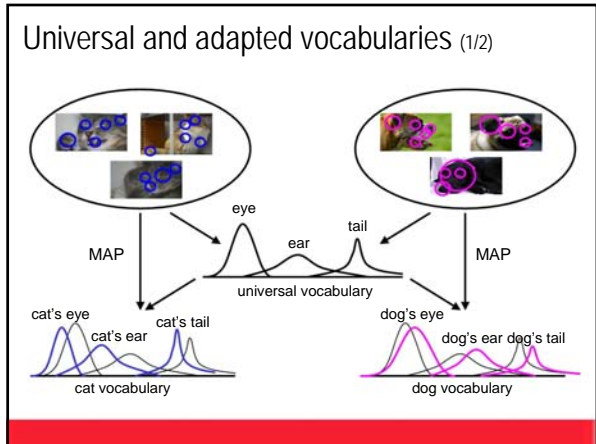 Universal and adapted vocabularies (1/2)
eye
ear
tail
MAP
MAP
universal vocabulary
cat's eye
cat's ear
cat's tail
dog's eye
dog's ear dog's tail
cat vocabulary
dog vocabulary